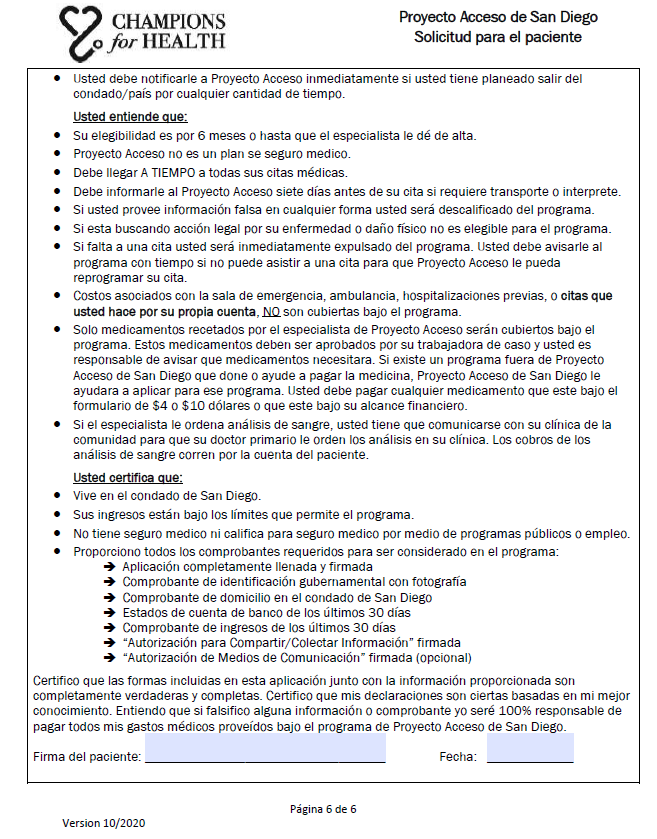 CHAMPIONS
for HEALTH
Proyecto Acceso de San Diego
Solicitud para el paciente
● Usted debe notificarle a Proyecto Acceso inmediatamente si usted tiene planeado salir del
condado/país por cualquier cantidad de tiempo.
Usted entiende que:
● Su elegibilidad es por 6 meses o hasta que el especialista le dé de alta.
● Proyecto Acceso no es un plan se seguro medico.
● Debe llegar A TIEMPO a todas sus citas médicas.
● Debe informarle al Proyecto Acceso siete días antes de su cita si requiere transporte o interprete.
● Si usted provee información falsa en cualquier forma usted será descalificado del programa.
● Si esta buscando acción legal por su enfermedad o daño físico no es elegible para el programa.
● Si falta a una cita usted será inmediatamente expulsado del programa. Usted debe avisarle al
programa con tiempo si no puede asistir a una cita para que Proyecto Acceso le pueda
reprogramar su cita.
● Costos asociados con la sala de emergencia, ambulancia, hospitalizaciones previas, o citas que
usted hace por su propia cuenta, NO son cubiertas bajo el programa.
● Solo medicamentos recetados por el especialista de Proyecto Acceso serán cubiertos bajo el
programa. Estos medicamentos deben ser aprobados por su trabajadora de caso y usted es
responsable de avisar que medicamentos necesitara. Si existe un programa fuera de Proyecto
Acceso de San Diego que done o ayude a pagar la medicina, Proyecto Acceso de San Diego le
ayudara a aplicar para ese programa. Usted debe pagar cualquier medicamento que este bajo el
formulario de $4 o $10 dólares o que este bajo su alcance financiero.
● Si el especialista le ordena análisis de sangre, usted tiene que comunicarse con su clínica de la
comunidad para que su doctor primario le orden los análisis en su clínica. Los cobros de los
análisis de sangre corren por la cuenta del paciente.
Usted certifica que:
● Vive en el condado de San Diego.
● Sus ingresos están bajo los límites que permite el programa.
● No tiene seguro medico ni califica para seguro medico por medio de programas públicos o empleo.
● Proporciono todos los comprobantes requeridos para ser considerado en el programa:
➔ Aplicación completamente llenada y firmada
➔ Comprobante de identificación gubernamental con fotografía
➔ Comprobante de domicilio en el condado de San Diego
➔ Estados de cuenta de banco de los últimos 30 días
➔ Comprobante de ingresos de los últimos 30 días
➔ “Autorización para Compartir/Colectar Información” firmada
➔ “Autorización de Medios de Comunicación” firmada (opcional)
Certifico que las formas incluidas en esta aplicación junto con la información proporcionada son
completamente verdaderas y completas. Certifico que mis declaraciones son ciertas basadas en mi mejor
conocimiento. Entiendo que si falsifico alguna información o comprobante yo seré 100% responsable de
pagar todos mis gastos médicos proveídos bajo el programa de Proyecto Acceso de San Diego.
Firma del paciente: Fecha:
Página 6 de 6
Version 10/2020